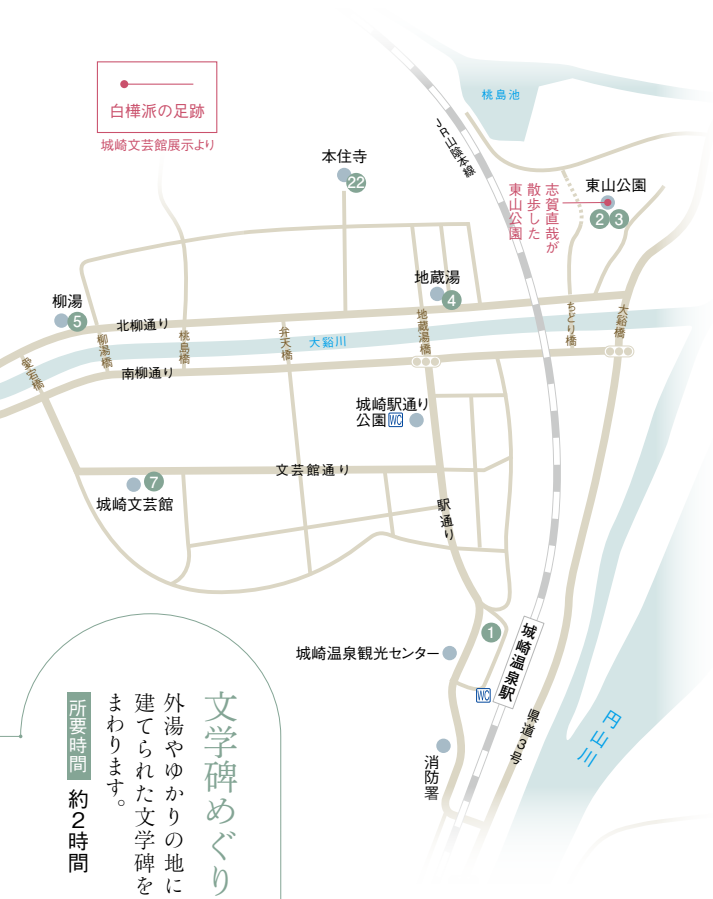 白樺派の足跡
城崎文芸館展示より
桃島池
JR山陰本線
本住寺
22
東山公園
2
3
志賀直哉が
散歩した
東山公園
地蔵湯
4
柳湯
5
北柳通り
南柳通り
愛宕橋
柳湯橋
桃島橋
弁天橋
大谿川
地蔵湯橋
ちどり橋
大谿橋
城崎駅通り
公園 WC
文芸館通り
7
城崎文芸館
駅通り
1
城崎温泉観光センター
城崎温泉駅
WC
県道3号
円山川
消防署
文学碑めぐり
外湯やゆかりの地に
建てられた文学碑を
まわります。
所要時間 約2時間